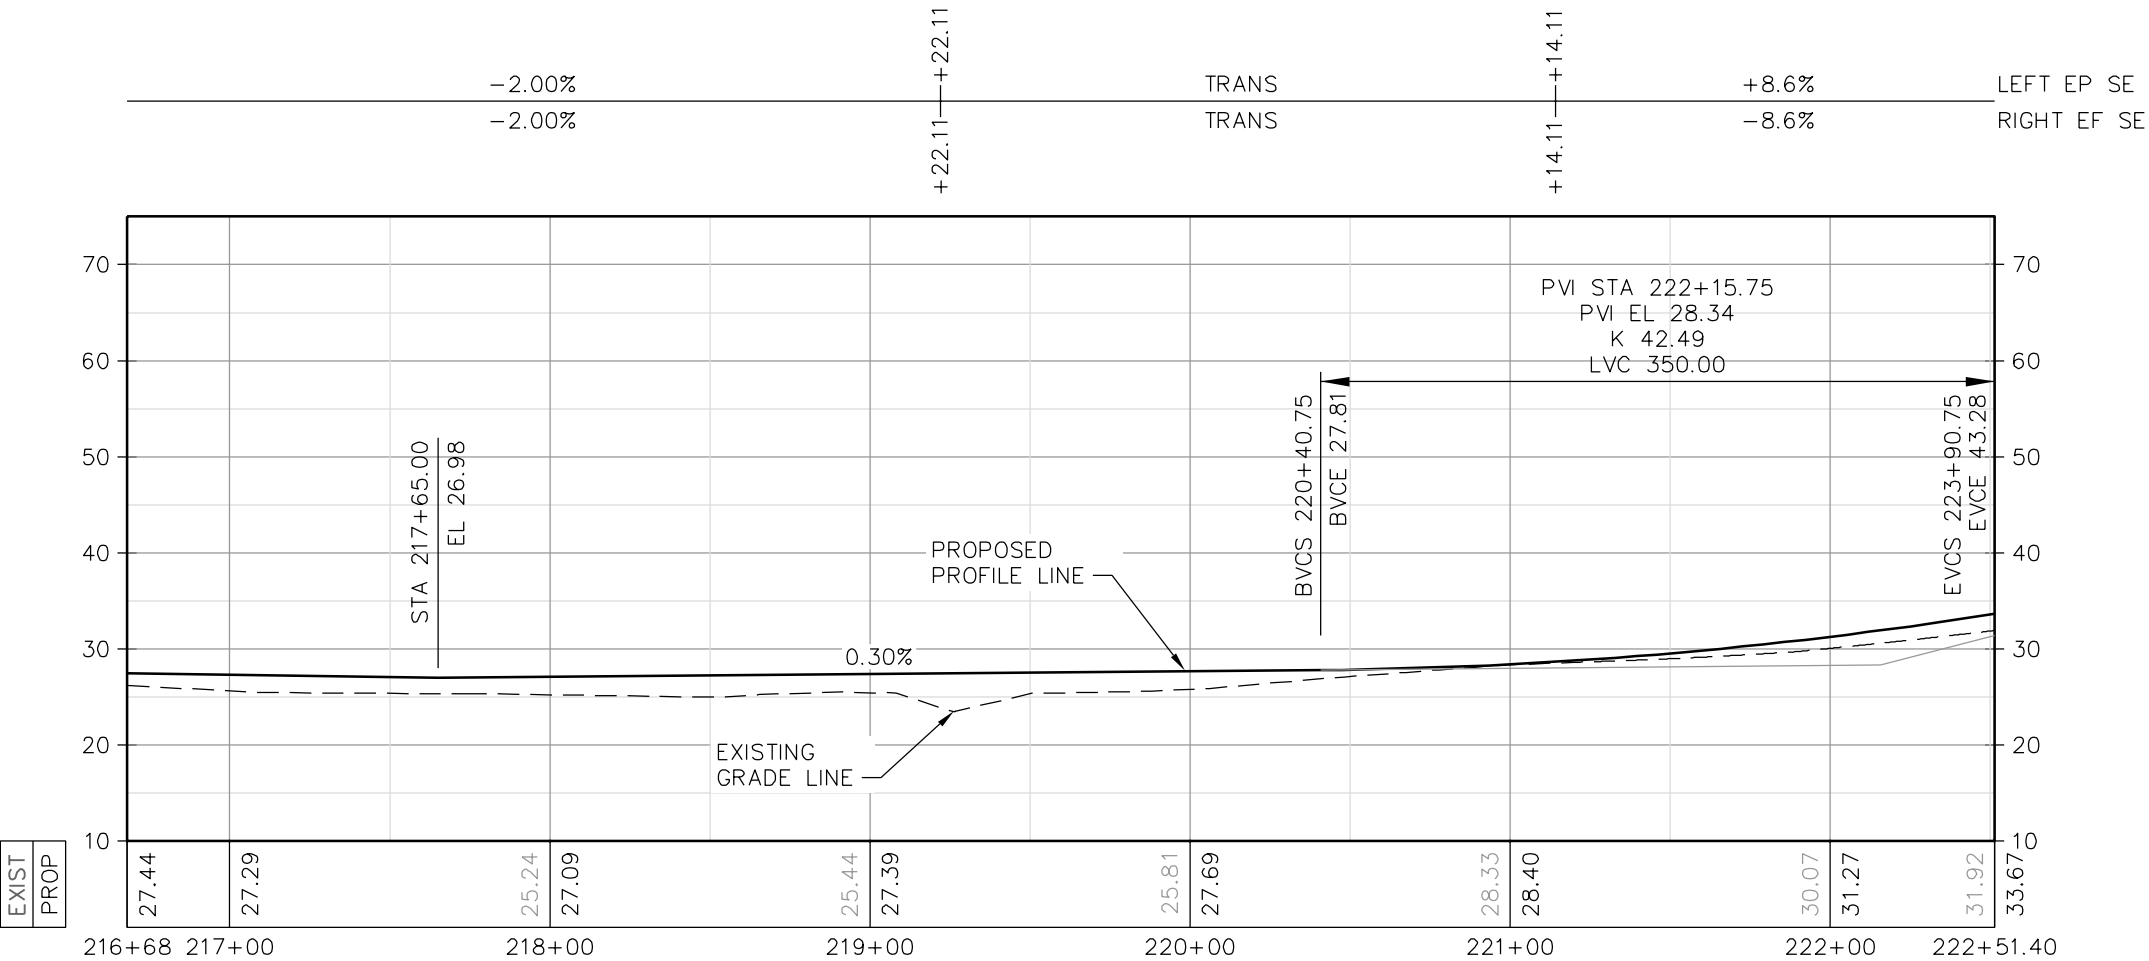 +22.11
+14.11
-2.00%
TRANS
+8.6%
LEFT EP SE
-2.00%
TRANS
-8.6%
RIGHT EF SE
+22.11
+14.11
70
70
60
60
50
50
40
40
30
30
20
20
10
10
PVI STA 222+15.75
PVI EL 28.34
K 42.49
LVC 350.00
STA 217+65.00
EL 26.98
BVCS 220+40.75
BVCE 27.81
EVCS 223+90.75
EVCE 43.28
PROPOSED
PROFILE LINE
0.30%
EXISTING
GRADE LINE
EXIST
PROP
27.44
27.29
25.24
27.09
25.44
27.39
25.81
27.69
28.33
28.40
30.07
31.27
31.92
33.67
216+68
217+00
218+00
219+00
220+00
221+00
222+00
222+51.40